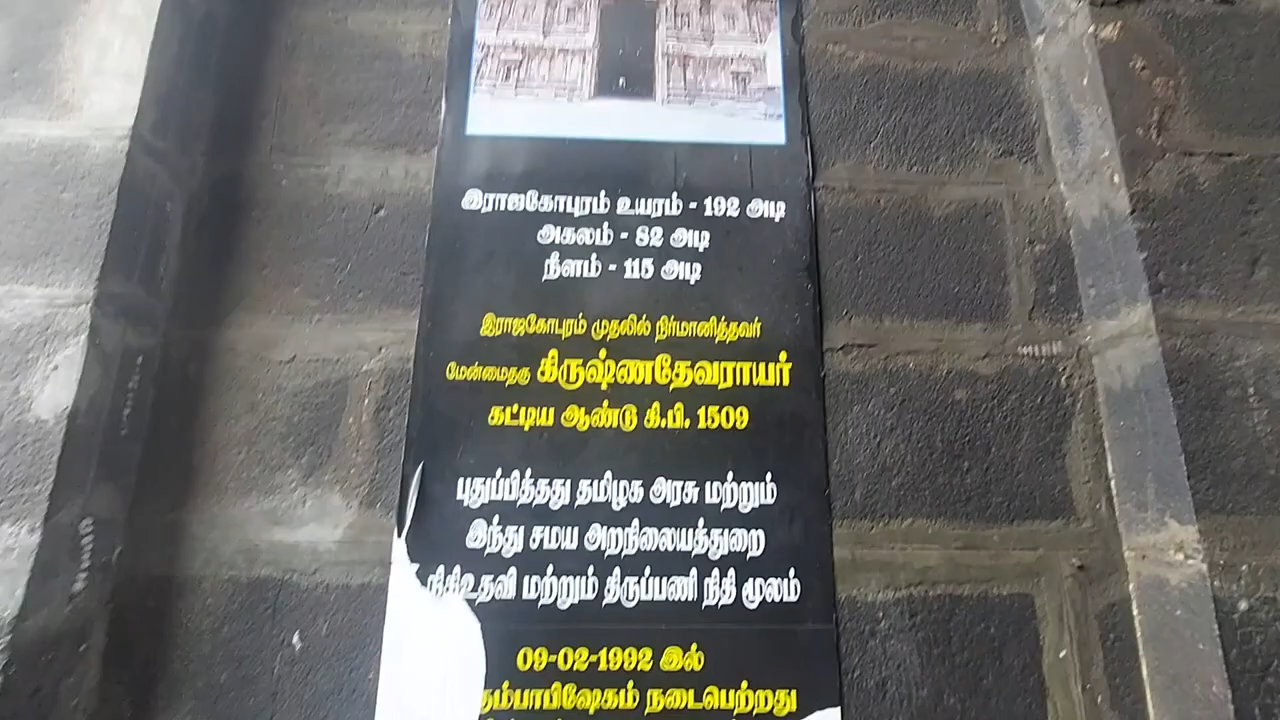 இராஜகோபுரம் உயரம் - 192 அடி
அகலம் - 82 அடி
நீளம் - 115 அடி
இராஜகோபுரம் முதலில் நிர்மானித்தவர்
மேன்மைதகு கிருஷ்ணதேவராயர்
கட்டிய ஆண்டு கி.பி. 1509
புதுப்பித்தது தமிழக அரசு மற்றும்
இந்து சமய அறநிலையத்துறை
நிதிஉதவி மற்றும் திருப்பணி நிதி மூலம்
09-02-1992 இல்
நடைபெற்றது